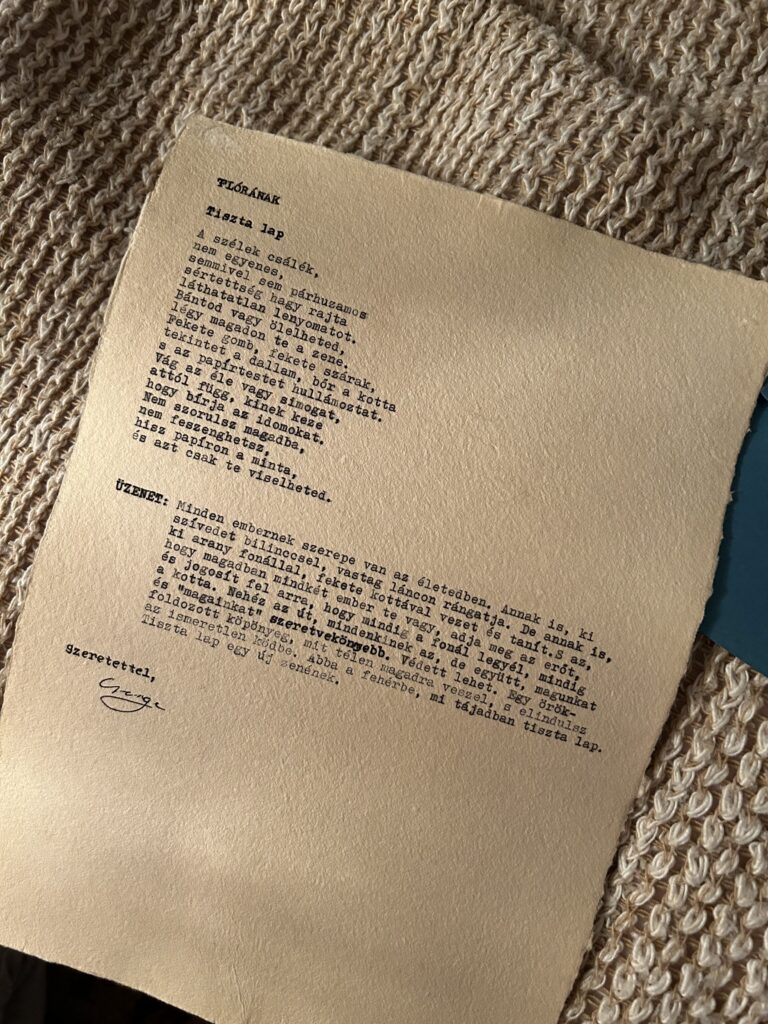 FLÓRÁNAK
Tiszta lap
A szélek csálék,
nem egyenes,
semmivel sem párhuzamos
sértettség hagy rajta
láthatatlan lenyomatot.
Bántod vagy ölelheted,
légy magadon te a zene.
Fekete gomb, fekete szárak,
tekintet a dallam, bőr a kotta
s az papírtestet hullámoztat.
Vág az éle vagy simogat,
attól függ, kinek keze
hogy bírja az idomokat.
Nem szorulsz magadba,
nem feszenghetsz,
hisz papíron a minta,
és azt csak te viselheted.
ÜZENET: Minden embernek szerepe van az életedben. Annak is, ki
szívedet bilinccsel, vastag láncon rángatja. De annak is,
ki arany fonállal, fekete kottával vezet és tanít.S az,
hogy magadban mindkét ember te vagy, adja meg az erőt,
és jogosít fel arra, hogy mindig a fonál legyél, mindig
a kotta. Nehéz az út, mindenkinek az, de együtt, magunkat
és "magainkat" szeretve könnyebb. Védett lehet. Egy örök-
foldozott köpönyeg, mit télen magadra veszel, s elindulsz
az ismeretlen ködbe. Abba a fehérbe, mi tájadban tiszta lap.
Tiszta lap egy új zenének.
Szeretettel,